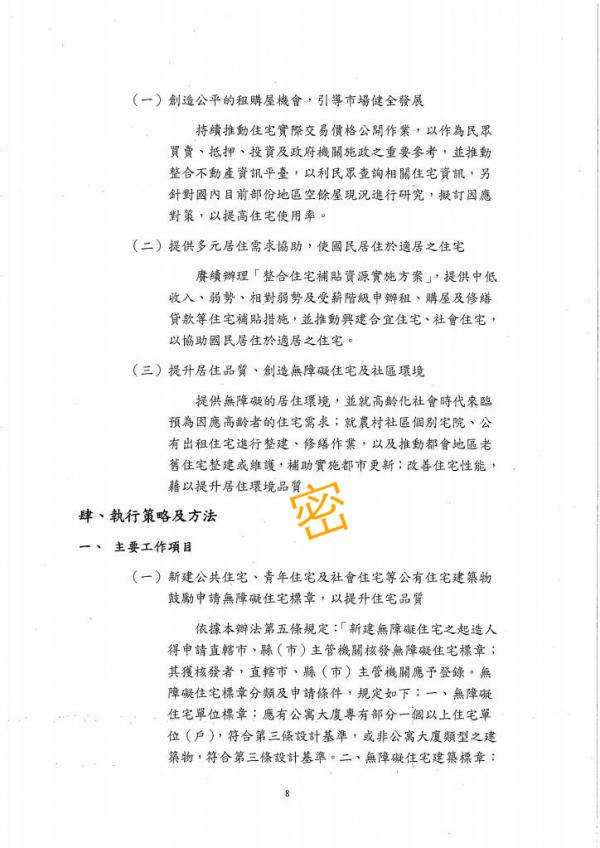 （一）創造公平的租購屋機會，引導市場健全發展
持續推動住宅實際交易價格公開作業，以作為民眾
買賣、抵押、投資及政府機關施政之重要參考，並推動
整合不動產資訊平臺，以利民眾查詢相關住宅資訊，另
針對國內目前部份地區空餘屋現況進行研究，擬訂因應
對策，以提高住宅使用率。
（二）提供多元居住需求協助，使國民居住於適居之住宅
賡續辦理「整合住宅補貼資源實施方案」，提供中低
收入、弱勢、相對弱勢及受薪階級申辦租、購屋及修繕
貸款等住宅補貼措施，並推動興建合宜住宅、社會住宅，
以協助國民居住於適居之住宅。
（三）提升居住品質、創造無障礙住宅及社區環境
提供無障礙的居住環境，並就高齡化社會時代來臨
預為因應高齡者的住宅需求；就農村社區個別宅院、公
有出租住宅進行整建、修繕作業，以及推動都會地區老
舊住宅整建或維護，補助實施都市更新；改善住宅性能，
藉以提升居住環境品質
密
肆、執行策略及方法
一、 主要工作項目
（一）新建公共住宅、青年住宅及社會住宅等公有住宅建築物
鼓勵申請無障礙住宅標章，以提升住宅品質
依據本辦法第五條規定：「新建無障礙住宅之起造人
得申請直轄市、縣（市）主管機關核發無障礙住宅標章；
其獲核發者，直轄市、縣（市）主管機關應予登錄。無
障礙住宅標章分類及申請條件，規定如下：一、無障礙
住宅單位標章：應有公寓大廈專有部分一個以上住宅單
位（戶），符合第三條設計基準，或非公寓大廈類型之建
築物，符合第三條設計基準。二、無障礙住宅建築標章：
8